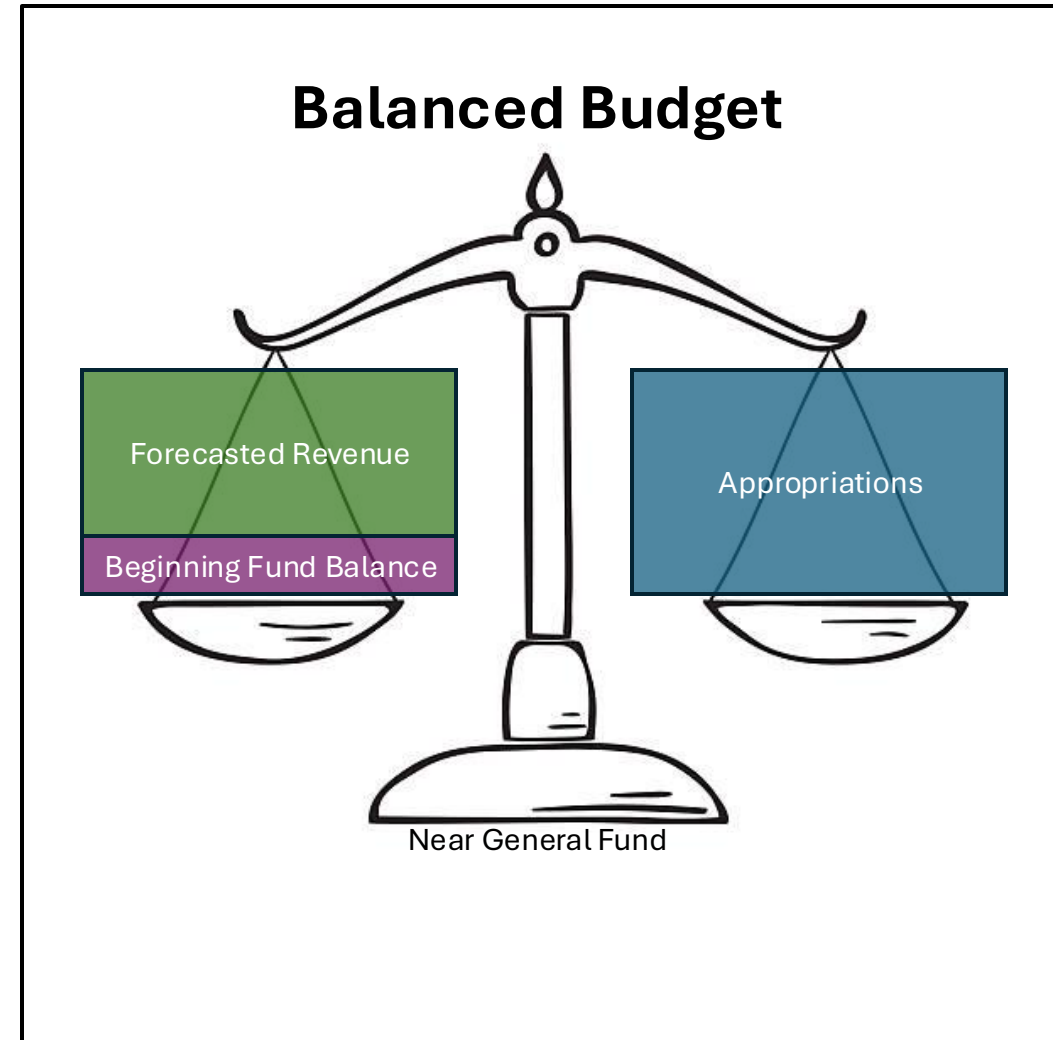 Balanced Budget
Forecasted Revenue
Beginning Fund Balance
Appropriations
Near General Fund